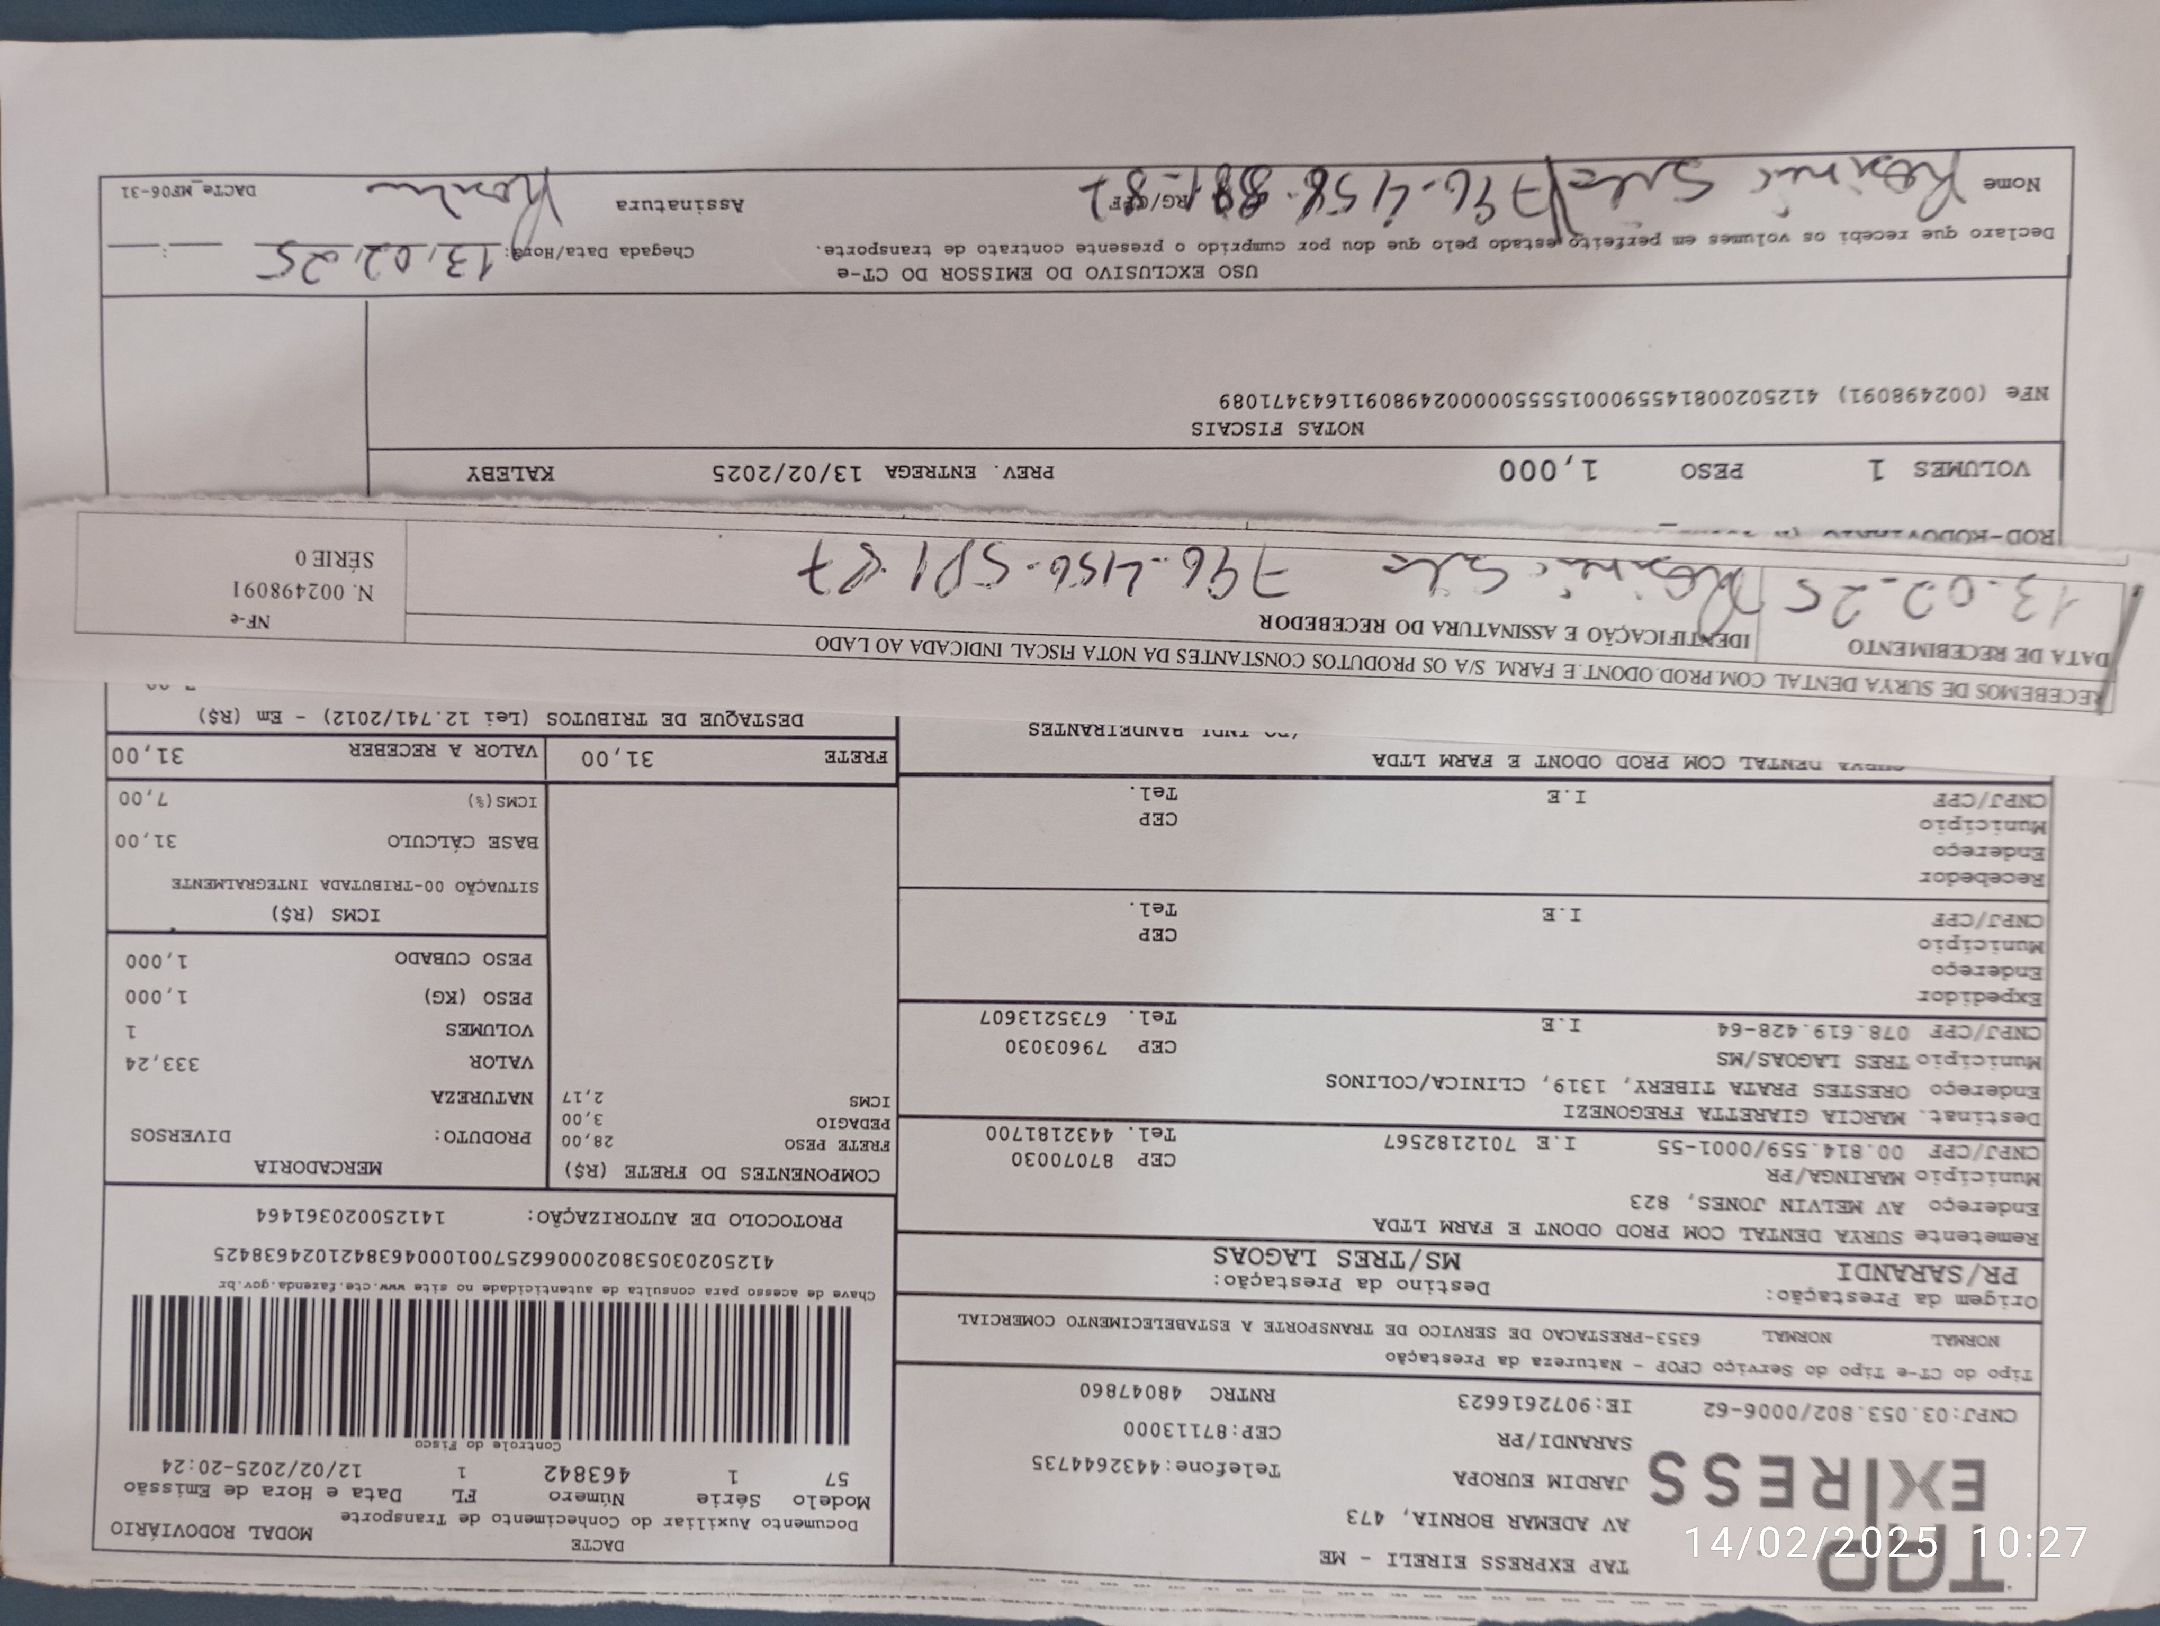 TAP EXPRESS
TAP EXPRESS EIRELI - ME
AV ADEMAR BORNIA, 473
JARDIM EUROPA
Telefone:4432644735
SARANDI/PR
CEP:87113000
CNPJ:03.053.802/0006-62 IE:9072616623 RNTRC 48047860
DACTE
MODAL RODOVIÁRIO
Documento Auxiliar do Conhecimento de Transporte
Modelo Série Número FL Data e Hora de Emissão
57 1 463842 1 12/02/2025-20:24
Controle do Fisco
Chave de acesso para consulta de autenticidade no site www.cte.fazenda.gov.br
41250203053802000662570010004638421024638425
PROTOCOLO DE AUTORIZAÇÃO: 141250020361464
Tipo do CT-e Tipo do Serviço CFOP - Natureza da Prestação
NORMAL NORMAL 6353-PRESTACAO DE SERVICO DE TRANSPORTE A ESTABELECIMENTO COMERCIAL
Origem da Prestação: Destino da Prestação:
PR/SARANDI MS/TRES LAGOAS
Remetente SURYA DENTAL COM PROD ODONT E FARM LTDA
Endereço AV MELVIN JONES, 823
Município MARINGA/PR CEP 87070030
CNPJ/CPF 00.814.559/0001-55 I.E 7012182567 Tel. 4432181700
Destinat. MARCIA GIARETTA FREGONEZI
Endereço ORESTES PRATA TIBERY, 1319, CLINICA/COLINOS
Município TRES LAGOAS/MS CEP 79603030
CNPJ/CPF 078.619.428-64 I.E Tel. 6735213607
Expedidor
Endereço
Município CEP
CNPJ/CPF I.E Tel.
Recebedor
Endereço
Município CEP
CNPJ/CPF I.E Tel.
SURYA DENTAL COM PROD ODONT E FARM LTDA
BANDEIRANTES
COMPONENTES DO FRETE (R$)
FRETE PESO 28,00
PEDAGIO 3,00
ICMS 2,17
FRETE 31,00
MERCADORIA
PRODUTO: DIVERSOS
NATUREZA
VALOR 333,24
VOLUMES 1
PESO (KG) 1,000
PESO CUBADO 1,000
ICMS (R$)
SITUAÇÃO 00-TRIBUTADA INTEGRALMENTE
BASE CÁLCULO 31,00
ICMS(%) 7,00
VALOR A RECEBER 31,00
DESTAQUE DE TRIBUTOS (Lei 12.741/2012) - Em (R$)
RECEBEMOS DE SURYA DENTAL COM.PROD.ODONT.E FARM. S/A OS PRODUTOS CONSTANTES DA NOTA FISCAL INDICADA AO LADO
DATA DE RECEBIMENTO IDENTIFICAÇÃO E ASSINATURA DO RECEBEDOR
13.02.25
NF-e
N. 002498091
SÉRIE 0
VOLUMES 1 PESO 1,000 PREV. ENTREGA 13/02/2025 KALEBY
NOTAS FISCAIS
NFe (002498091) 41250200814559000155550000024980911643471089
USO EXCLUSIVO DO EMISSOR DO CT-e
Declaro que recebi os volumes em perfeito estado pelo que dou por cumprido o presente contrato de transporte.
Chegada Data/Hora: 13.02.25
Nome
RG/CPF
Assinatura
DACTe_MF06-31
14/02/2025 10:27